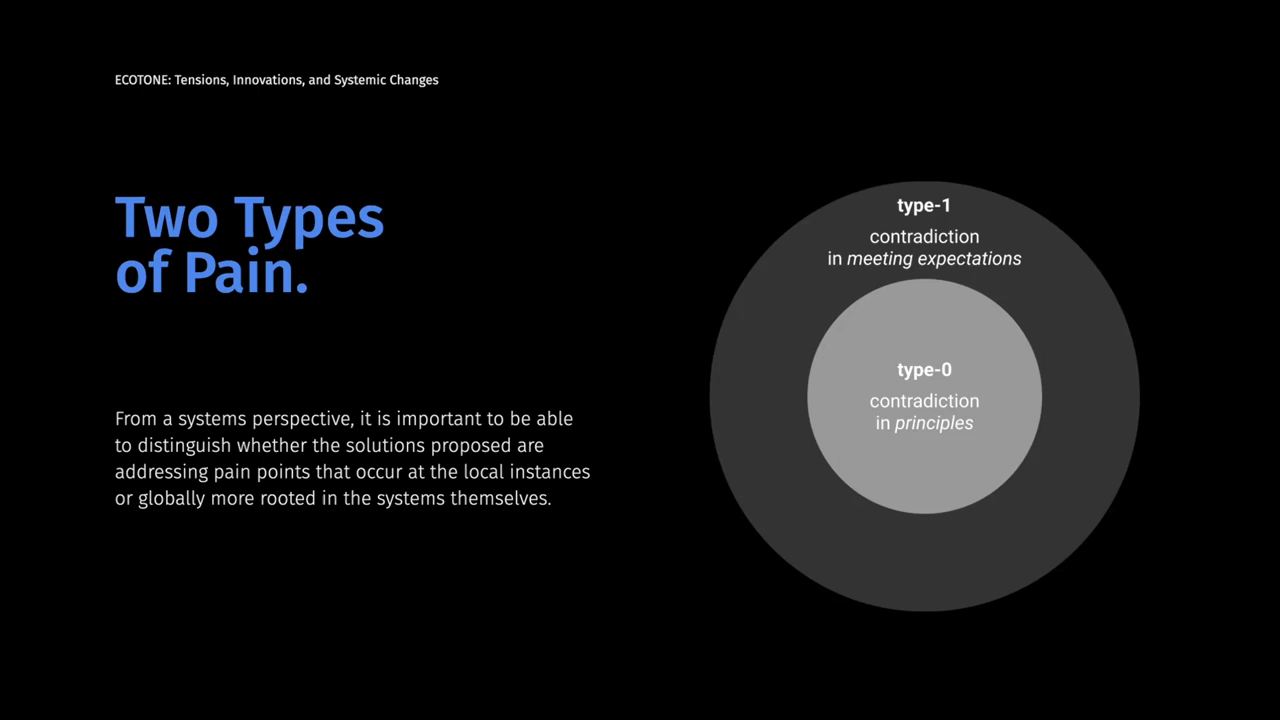 ECOTONE: Tensions, Innovations, and Systemic Changes
Two Types
of Pain.
From a systems perspective, it is important to be able
to distinguish whether the solutions proposed are
addressing pain points that occur at the local instances
or globally more rooted in the systems themselves.
type-1
contradiction
in meeting expectations
type-0
contradiction
in principles